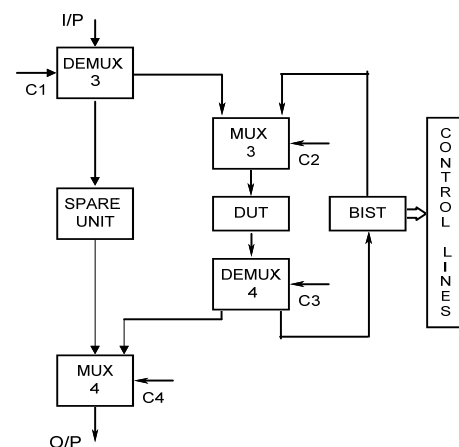 I/P
DEMUX
3
C1
MUX
3
C2
SPARE
UNIT
DUT
BIST
CONTROL LINES
DEMUX
4
C3
MUX
4
C4
O/P